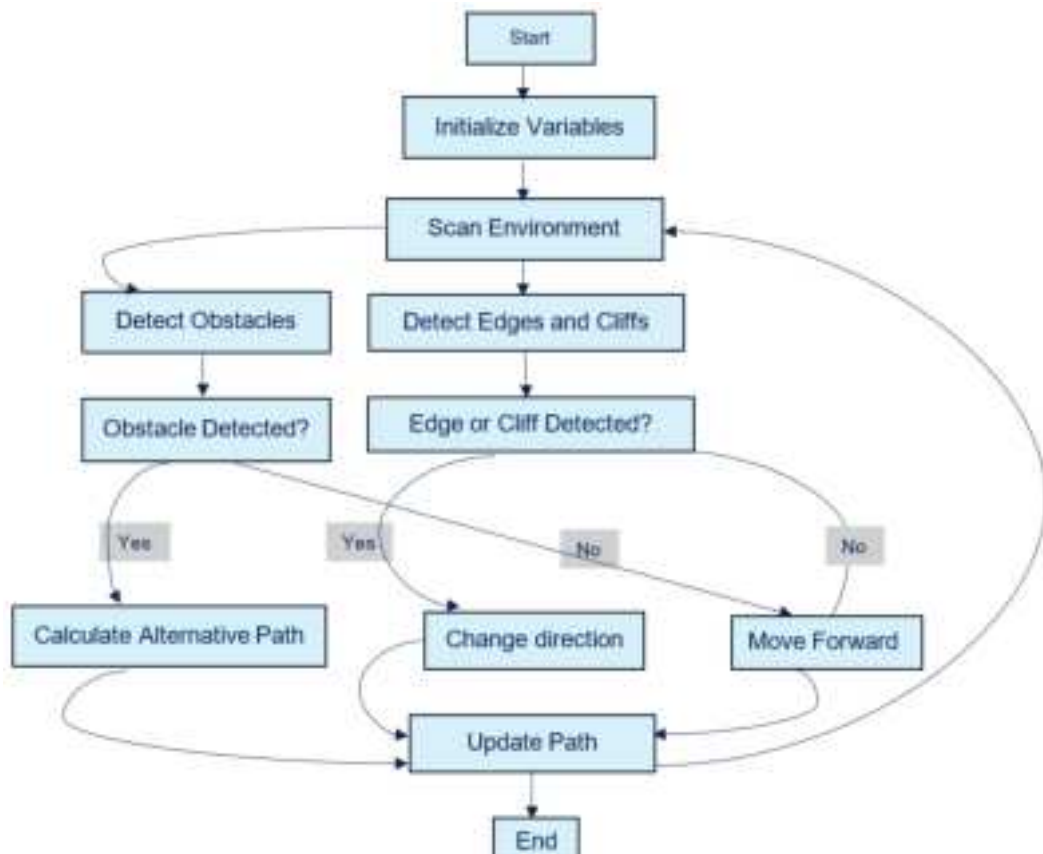 Start
Initialize Variables
Scan Environment
Detect Obstacles
Detect Edges and Cliffs
Obstacle Detected?
Edge or Cliff Detected?
Yes
Yes
No
No
Calculate Alternative Path
Change direction
Move Forward
Update Path
End